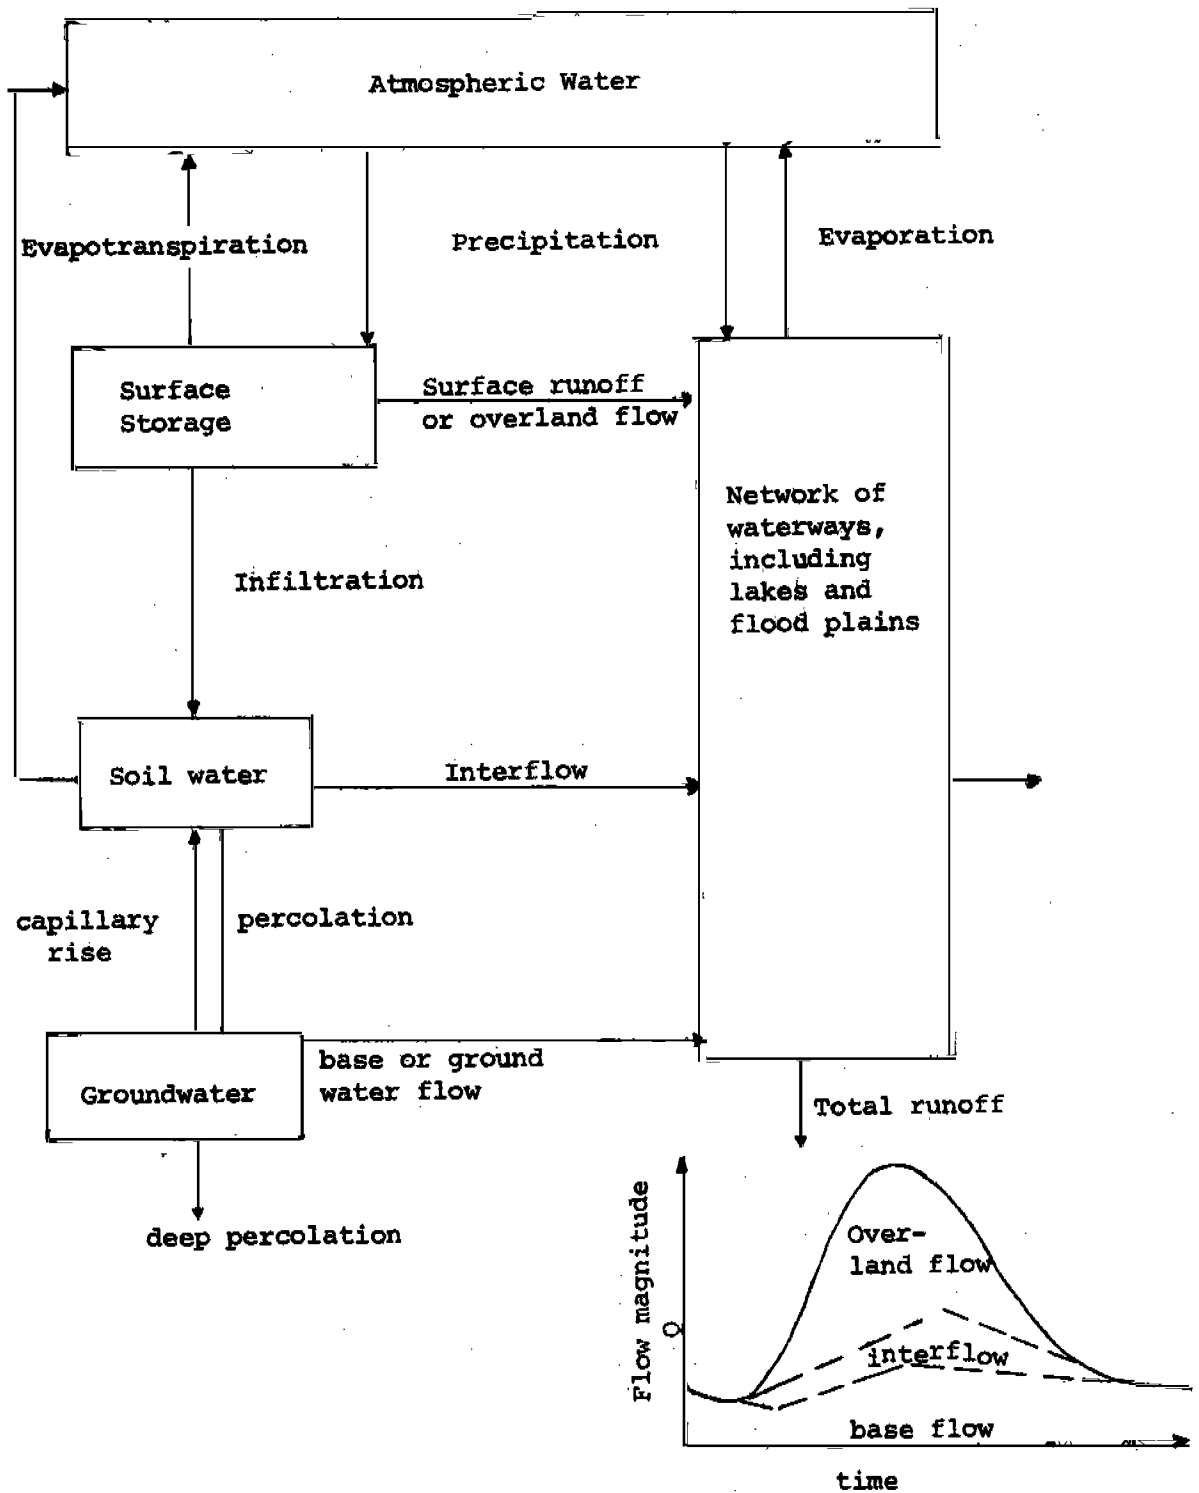 Atmospheric Water
Evapotranspiration
Precipitation
Evaporation
Surface
Storage
Surface runoff
or overland flow
Network of
waterways,
including
lakes and
flood plains
Infiltration
Soil water
Interflow
capillary
rise
percolation
Groundwater
base or ground
water flow
Total runoff
deep percolation
Flow magnitude
Q
Over-
land flow
interflow
base flow
time